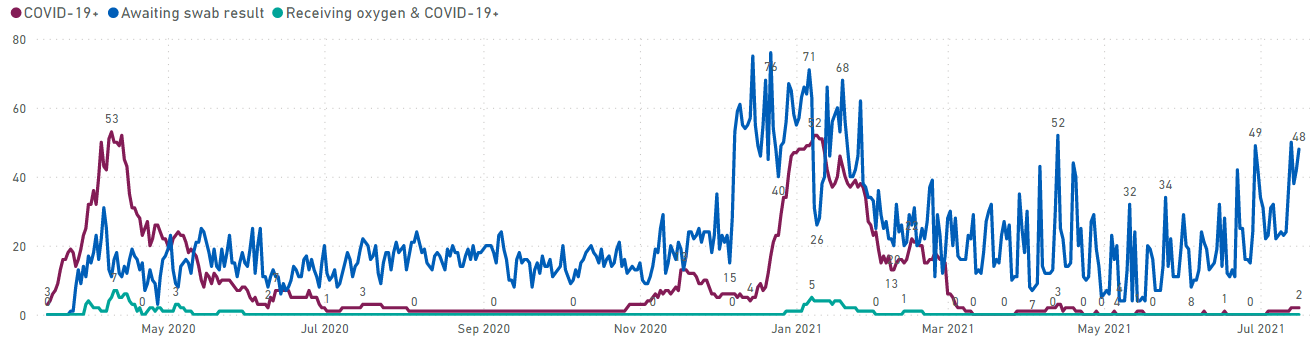 COVID-19+ Awaiting swab result Receiving oxygen & COVID-19+
80
76 71 68
60
53 52 52 49 48
40
40 32 34
26
20
13 15
3 7 0 3 2 1 3 0 0 0 0 0 4 5 0 1 0 0 0 7 0 3 0 0 4 0 8 1 0 2
0
May 2020 Jul 2020 Sep 2020 Nov 2020 Jan 2021 Mar 2021 May 2021 Jul 2021